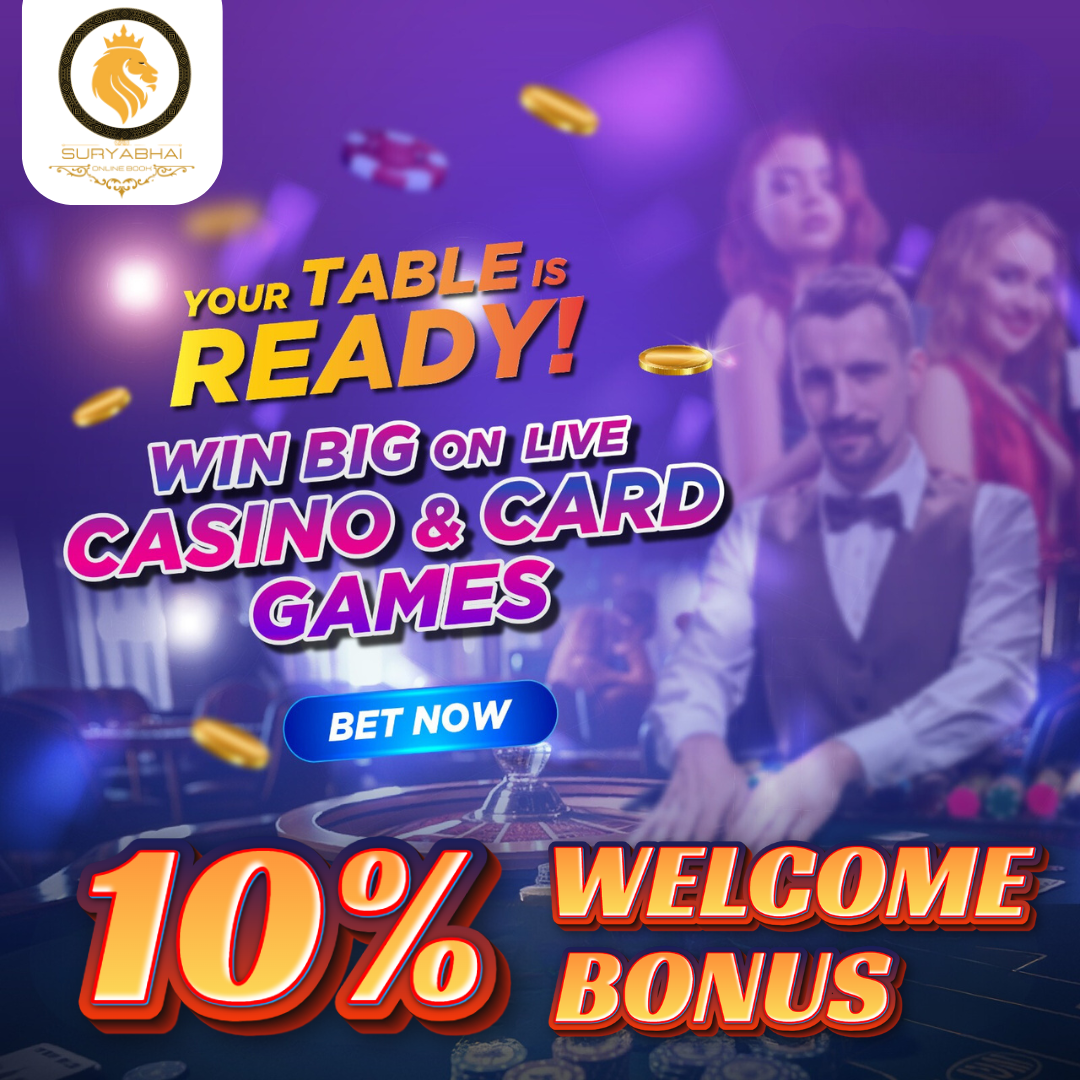 SURYABHAI
ONLINE BOOK
YOUR TABLE IS
READY!
WIN BIG ON LIVE
CASINO & CARD
GAMES
BET NOW
10% WELCOME
BONUS